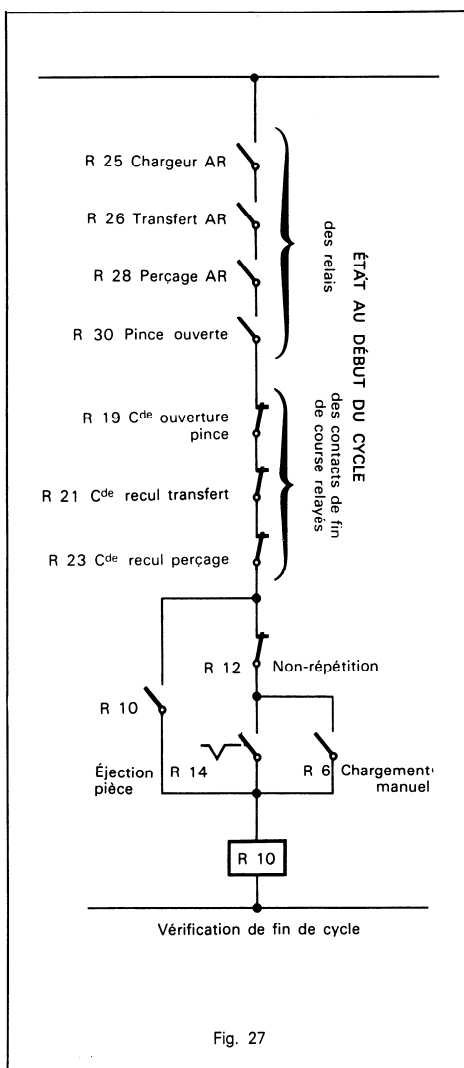 R 25 Chargeur AR
R 26 Transfert AR
R 28 Perçage AR
R 30 Pince ouverte
des relais
ÉTAT AU DÉBUT DU CYCLE
R 19 Cde ouverture
pince
R 21 Cde recul transfert
R 23 Cde recul perçage
des contacts de fin
de course relayés
R 12 Non-répétition
R 10
Éjection
pièce
R 14
R 6 Chargement
manuel
R 10
Vérification de fin de cycle
Fig. 27